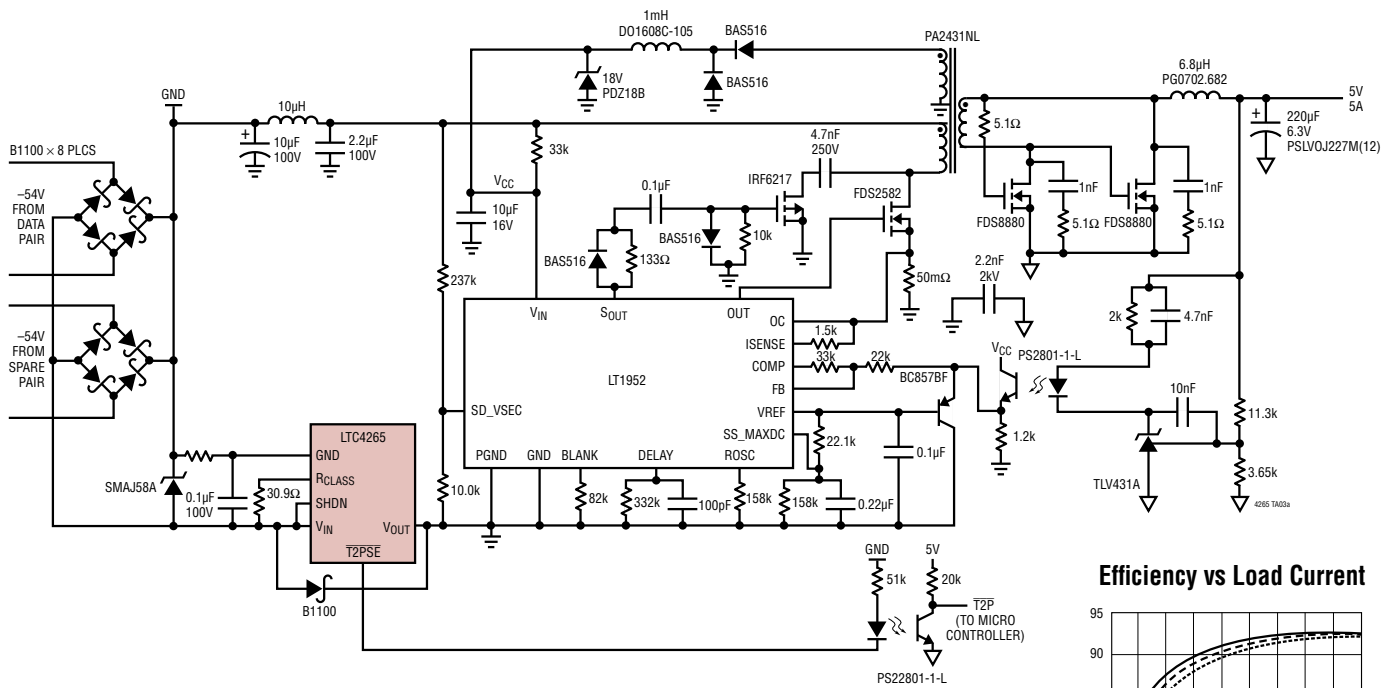 1mH
DO1608C-105
BAS516
PA2431NL
18V
PDZ18B
BAS516
6.8µH
PG0702.682
5V
5A
GND
10µH
+
10µF
100V
2.2µF
100V
33k
4.7nF
250V
5.1Ω
+
220µF
6.3V
PSLVOJ227M(12)
B1100 × 8 PLCS
–54V
FROM
DATA
PAIR
VCC
10µF
16V
0.1µF
IRF6217
FDS2582
1nF
1nF
FDS8880
5.1Ω
FDS8880
5.1Ω
BAS516
10k
BAS516
133Ω
237k
50mΩ
2.2nF
2kV
2k
4.7nF
VIN
SOUT
OUT
OC
1.5k
ISENSE
33k
22k
COMP
FB
BC857BF
VCC
PS2801-1-L
–54V
FROM
SPARE
PAIR
LT1952
10nF
11.3k
SD_VSEC
VREF
22.1k
SS_MAXDC
0.1µF
1.2k
LTC4265
GND
RCLASS
SHDN
VIN
VOUT
T2PSE
SMAJ58A
0.1µF
100V
30.9Ω
10.0k
PGND
GND
BLANK
DELAY
ROSC
82k
332k
100pF
158k
158k
0.22µF
TLV431A
3.65k
4265 TA03a
B1100
GND
51k
5V
20k
T2P
(TO MICRO
CONTROLLER)
PS22801-1-L
Efficiency vs Load Current
95
90